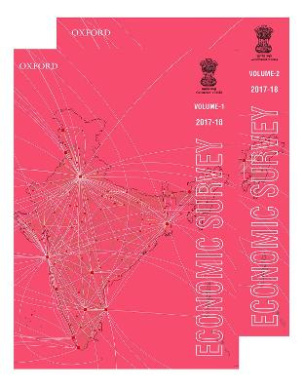 OXFORD
VOLUME-2
2017-18
ECONOMIC SURVEY
OXFORD
VOLUME-1
2017-18
ECONOMIC SURVEY